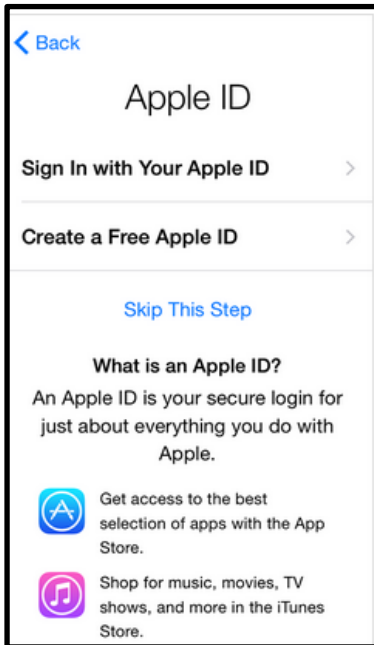 Back
Apple ID
Sign In with Your Apple ID
Create a Free Apple ID
Skip This Step
What is an Apple ID?
An Apple ID is your secure login for
just about everything you do with
Apple.
Get access to the best
selection of apps with the App
Store.
Shop for music, movies, TV
shows, and more in the iTunes
Store.